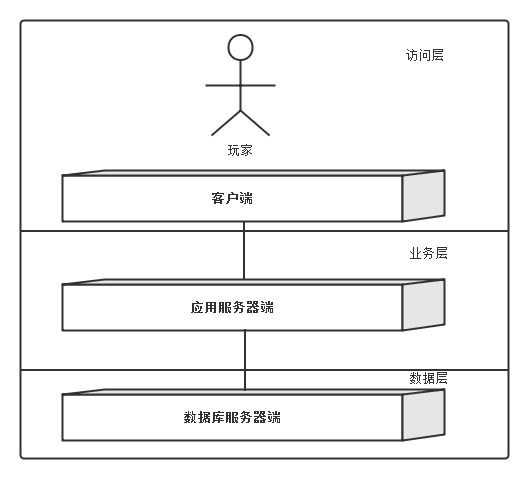 访问层
玩家
客户端
业务层
应用服务器端
数据层
数据库服务器端